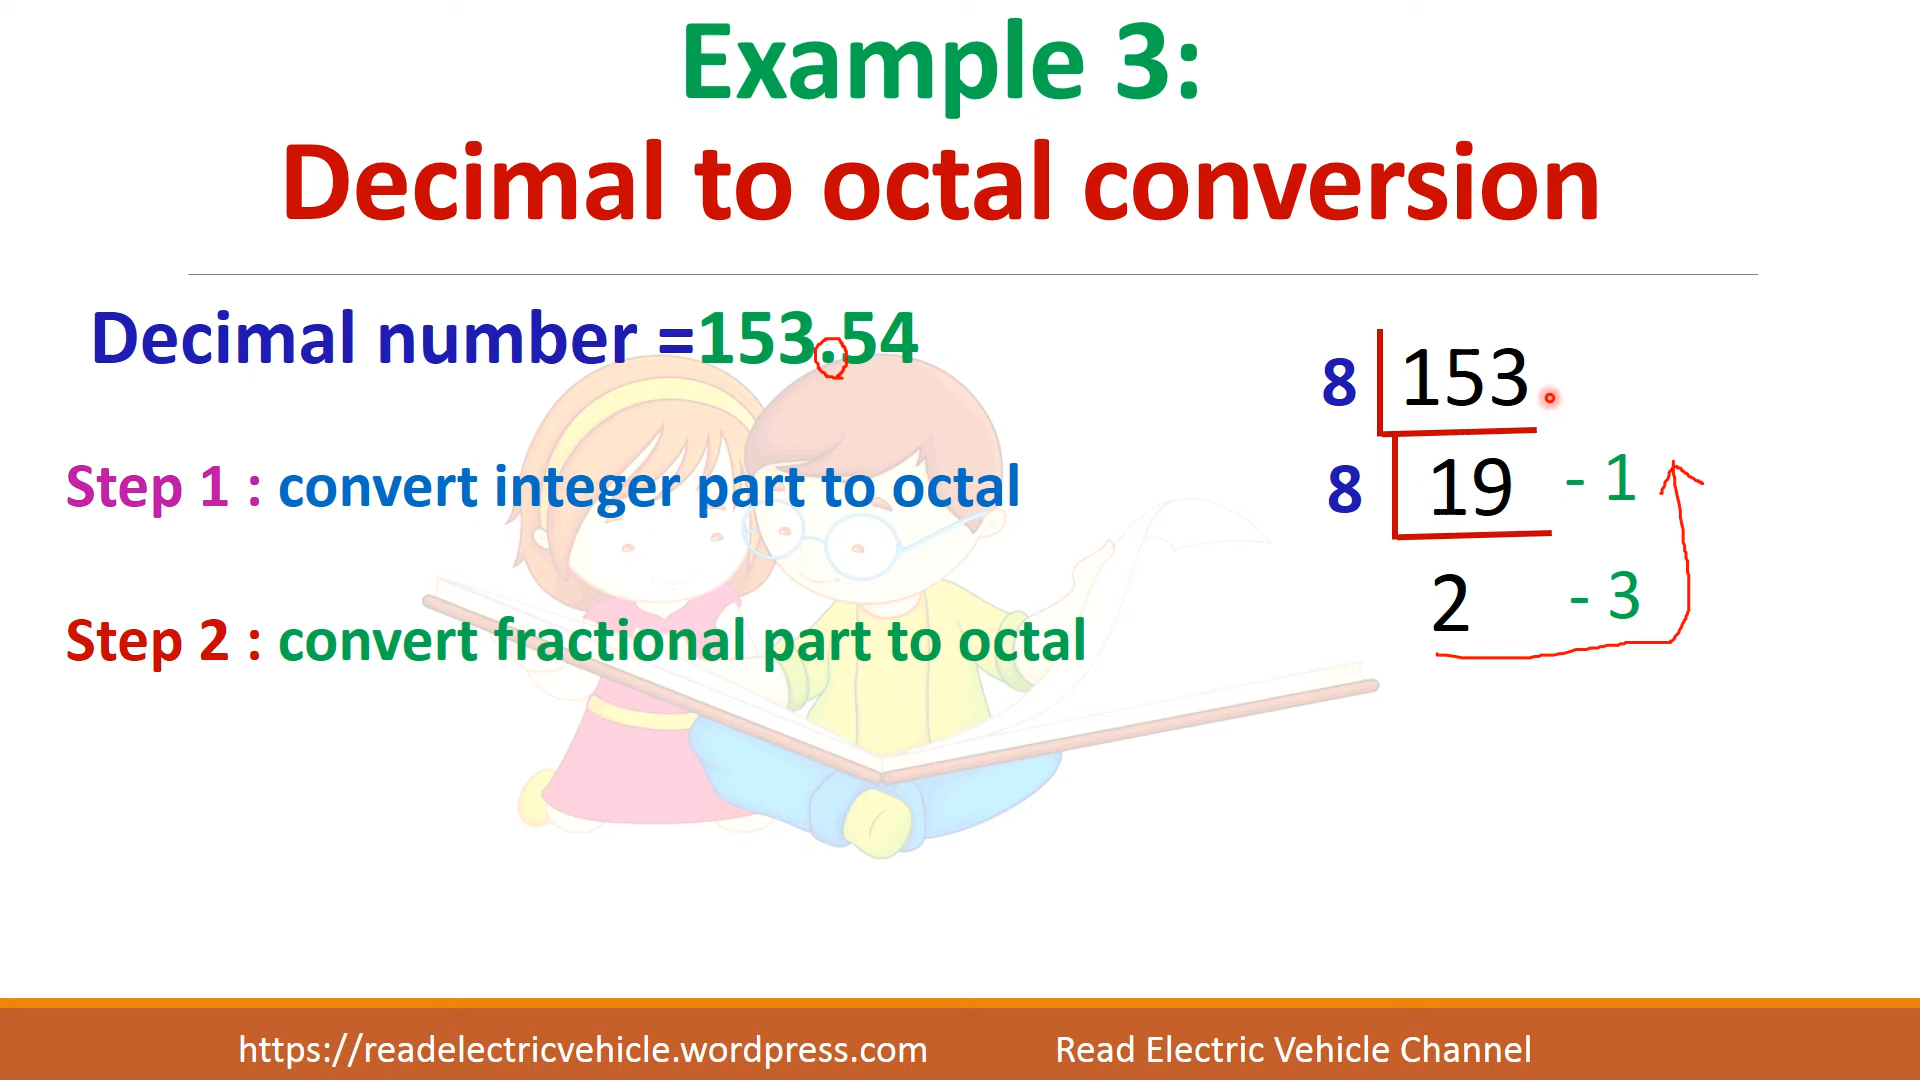 Example 3:
Decimal to octal conversion
Decimal number =153.54
Step 1 : convert integer part to octal
Step 2 : convert fractional part to octal
8 153
8 19 - 1
2 - 3
https://readelectricvehicle.wordpress.com Read Electric Vehicle Channel